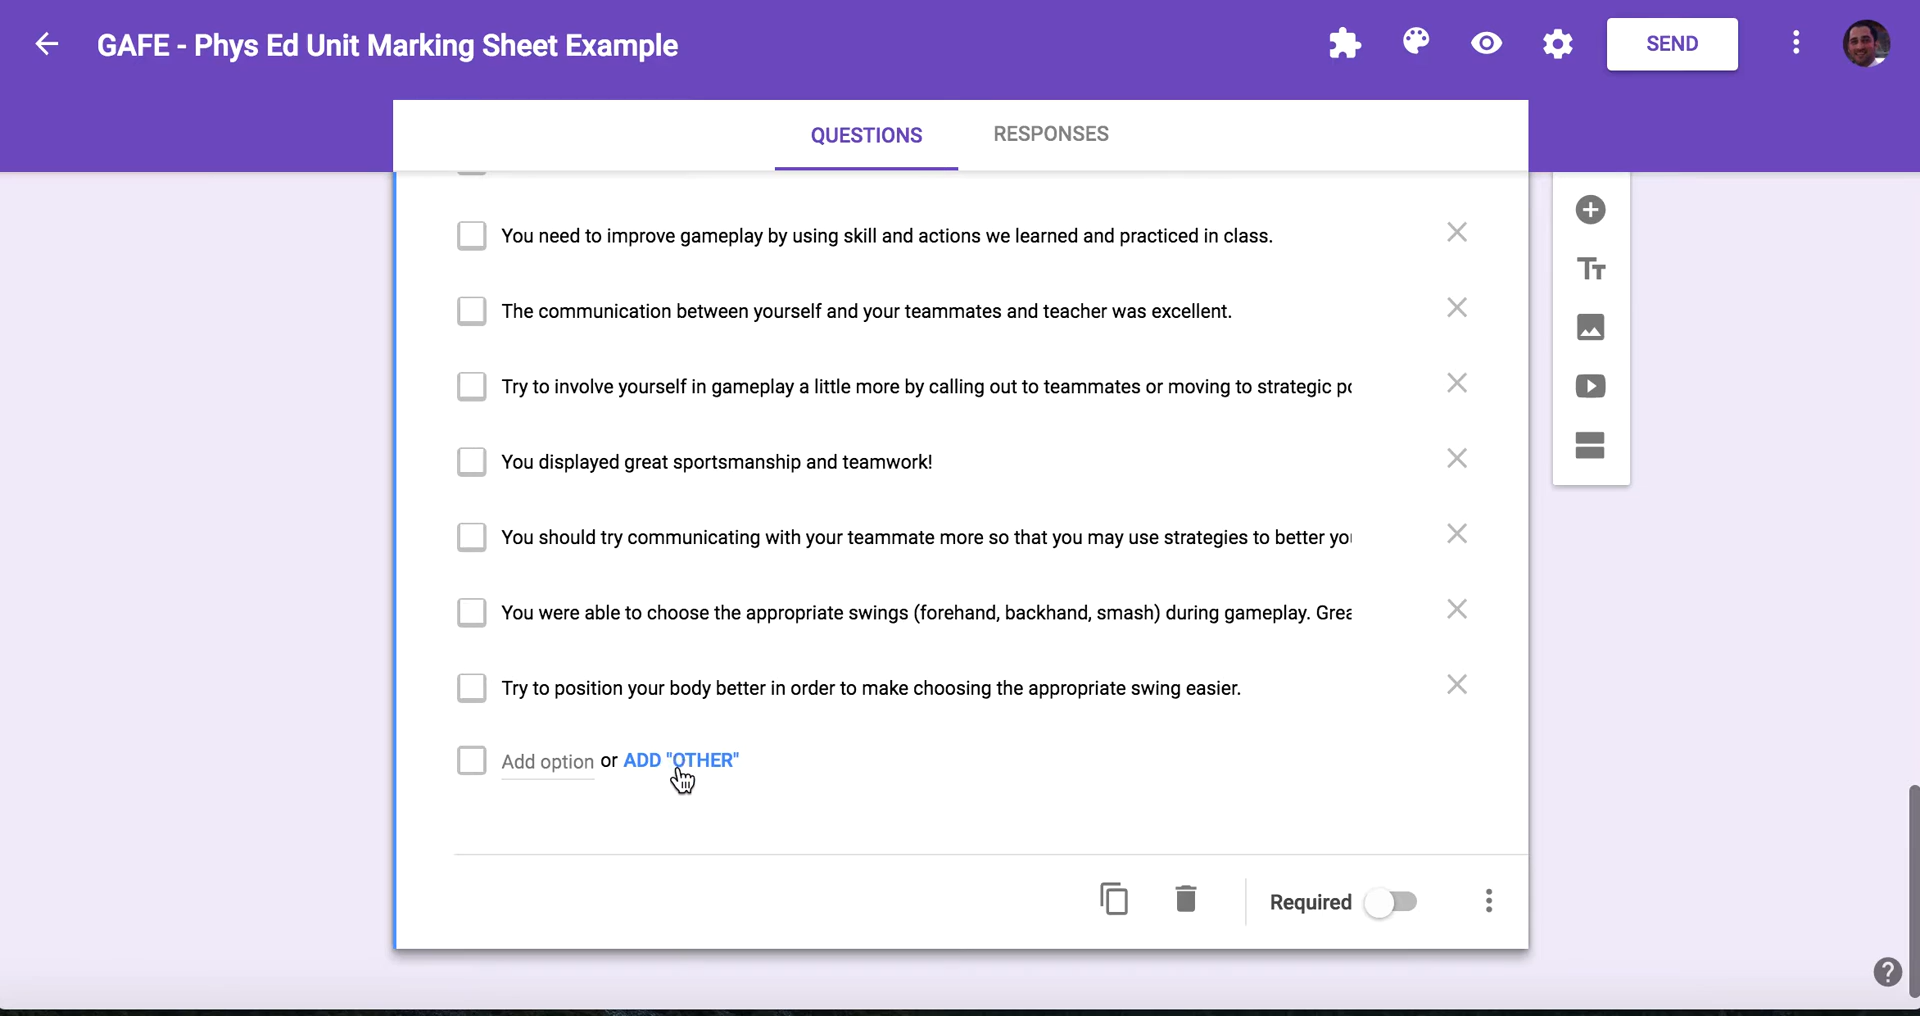 GAFE - Phys Ed Unit Marking Sheet Example
SEND
QUESTIONS
RESPONSES
You need to improve gameplay by using skill and actions we learned and practiced in class.
The communication between yourself and your teammates and teacher was excellent.
Try to involve yourself in gameplay a little more by calling out to teammates or moving to strategic
You displayed great sportsmanship and teamwork!
You should try communicating with your teammate more so that you may use strategies to better
You were able to choose the appropriate swings (forehand, backhand, smash) during gameplay.
Try to position your body better in order to make choosing the appropriate swing easier.
Add option or ADD "OTHER"
Required